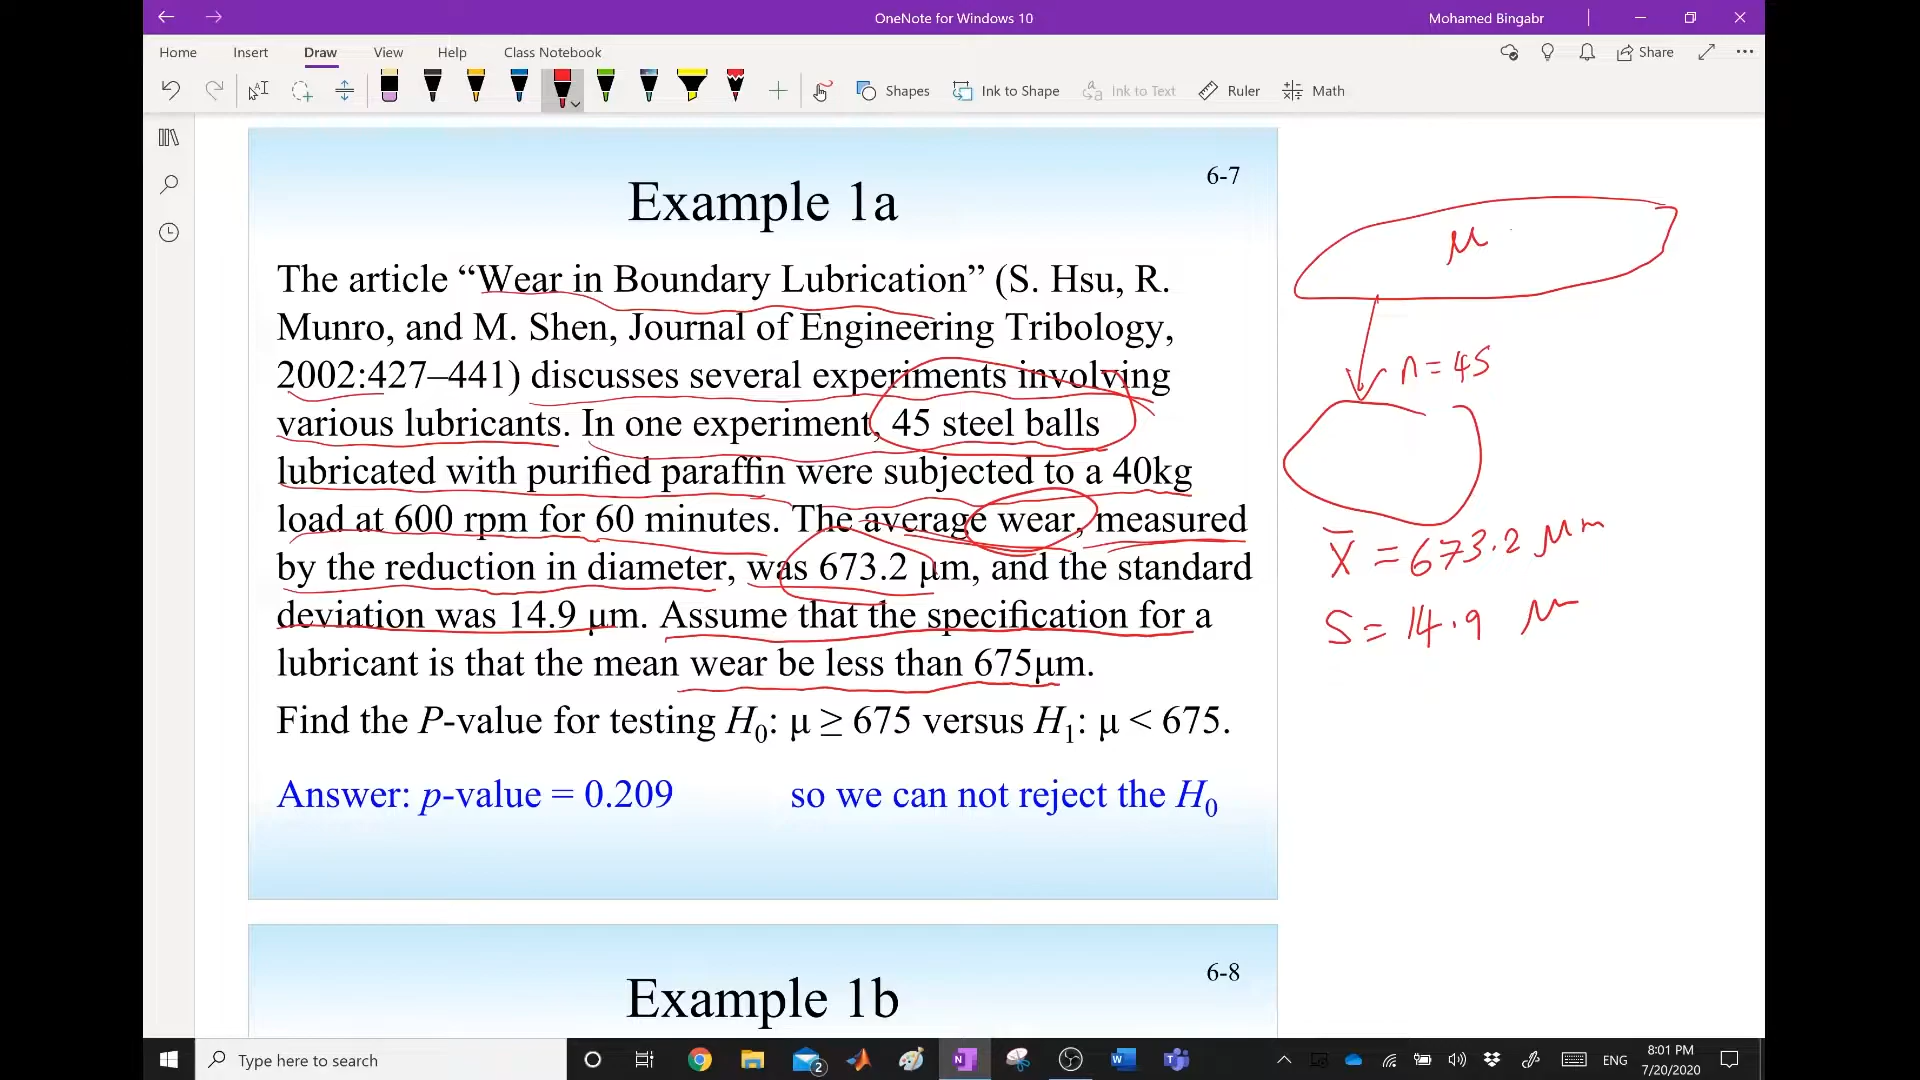 OneNote for Windows 10
Mohamed Bingabr
Home Insert Draw View Help Class Notebook
Share
Shapes Ink to Shape Ink to Text Ruler Math
6-7
Example 1a
The article “Wear in Boundary Lubrication” (S. Hsu, R.
Munro, and M. Shen, Journal of Engineering Tribology,
2002:427–441) discusses several experiments involving
various lubricants. In one experiment, 45 steel balls
lubricated with purified paraffin were subjected to a 40kg
load at 600 rpm for 60 minutes. The average wear, measured
by the reduction in diameter, was 673.2 μm, and the standard
deviation was 14.9 μm. Assume that the specification for a
lubricant is that the mean wear be less than 675μm.
Find the P-value for testing H₀: μ ≥ 675 versus H₁: μ < 675.
Answer: p-value = 0.209 so we can not reject the H₀
μ
n = 45
X̄ = 673.2 μm
S = 14.9 μ
6-8
Example 1b
Type here to search
2
ENG
8:01 PM
7/20/2020